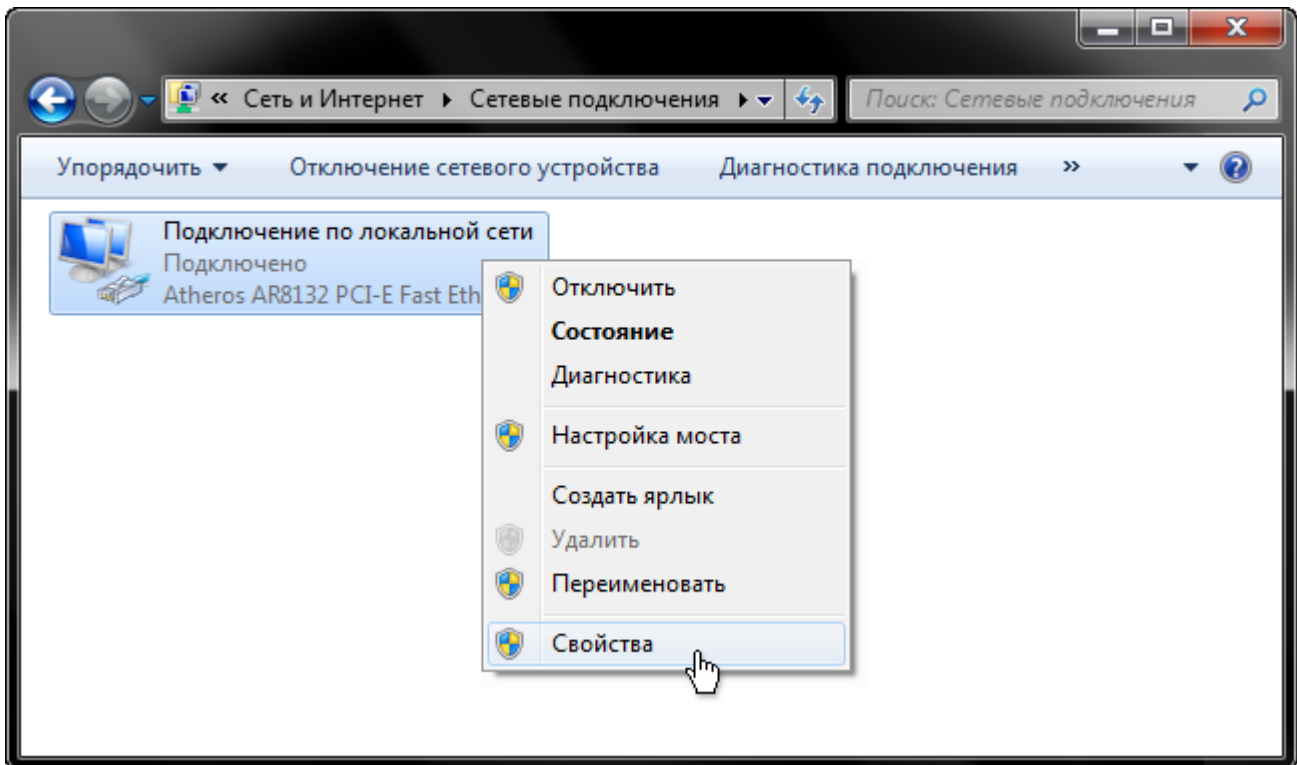 « Сеть и Интернет Сетевые подключения
Поиск: Сетевые подключения
Упорядочить Отключение сетевого устройства Диагностика подключения »
Подключение по локальной сети
Подключено
Atheros AR8132 PCI-E Fast Eth
Отключить
Состояние
Диагностика
Настройка моста
Создать ярлык
Удалить
Переименовать
Свойства